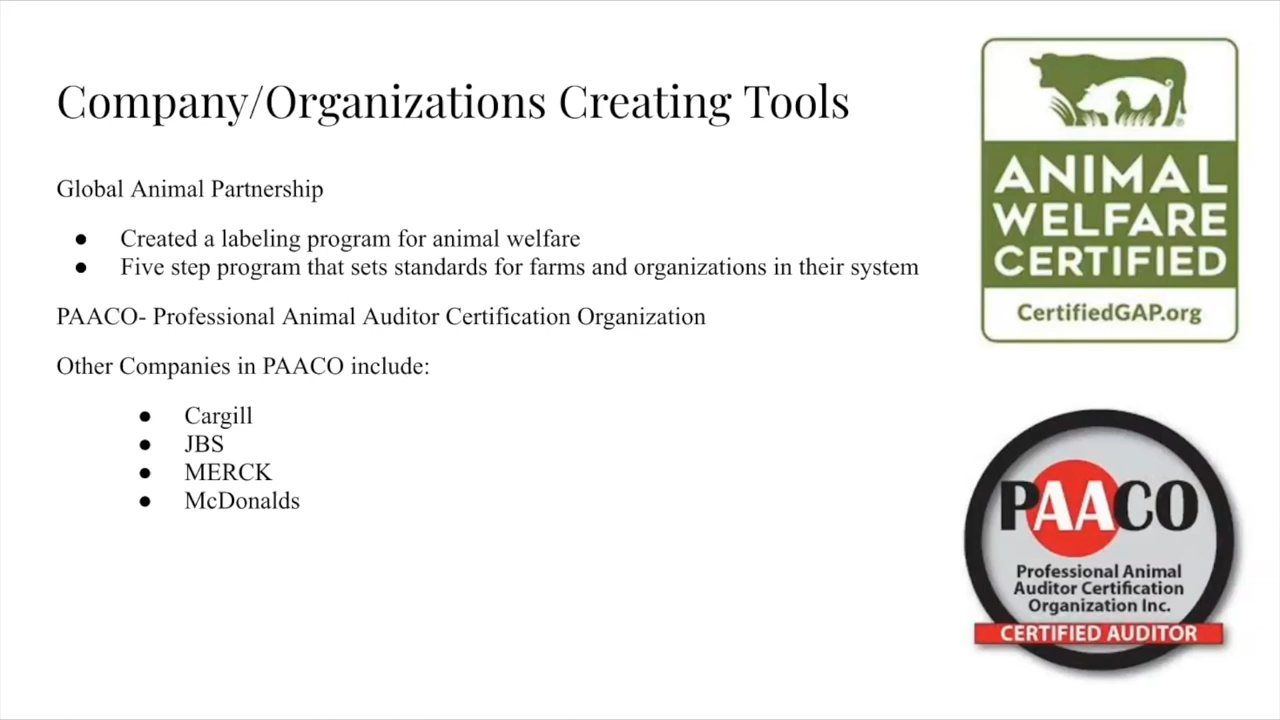 Company/Organizations Creating Tools
Global Animal Partnership
● Created a labeling program for animal welfare
● Five step program that sets standards for farms and organizations in their system
PAACO- Professional Animal Auditor Certification Organization
Other Companies in PAACO include:
● Cargill
● JBS
● MERCK
● McDonalds
®
ANIMAL
WELFARE
CERTIFIED
CertifiedGAP.org
PAACO
Professional Animal
Auditor Certification
Organization Inc.
CERTIFIED AUDITOR